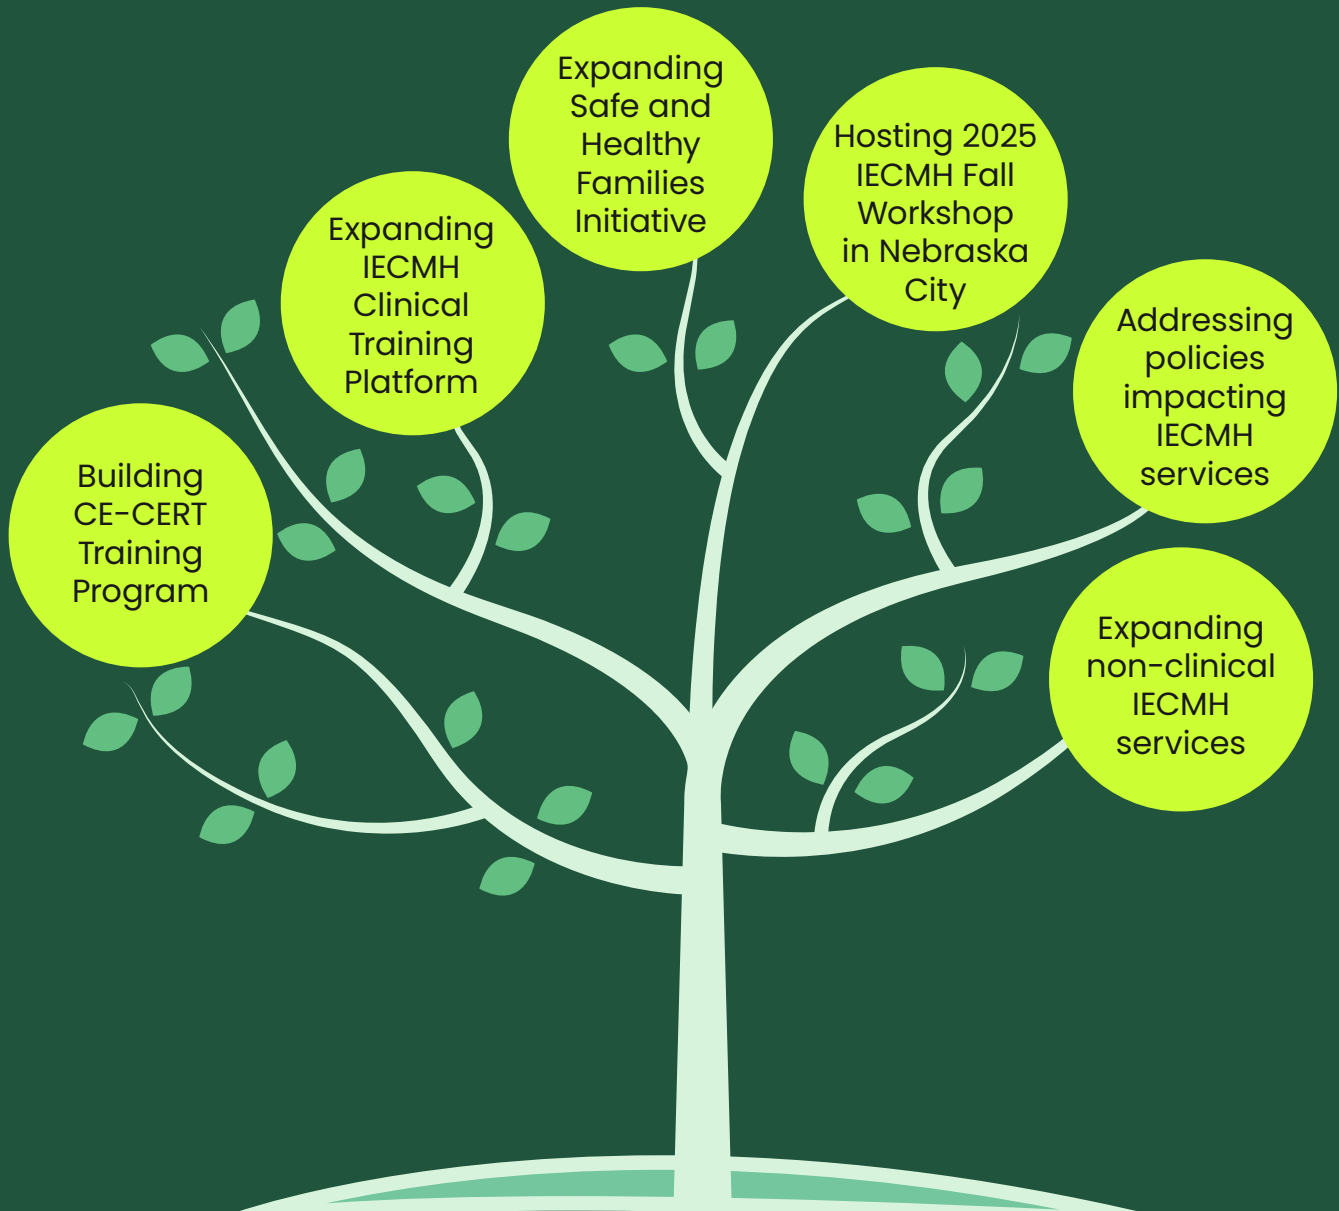 Building
CE-CERT
Training
Program
Expanding
IECMH
Clinical
Training
Platform
Expanding
Safe and
Healthy
Families
Initiative
Hosting 2025
IECMH Fall
Workshop
in Nebraska
City
Addressing
policies
impacting
IECMH
services
Expanding
non-clinical
IECMH
services